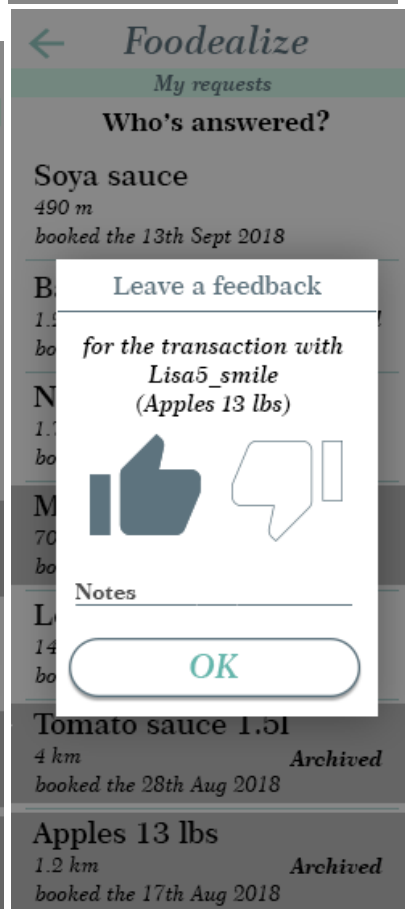 Foodealize
My requests
Who's answered?
Soya sauce
490 m
booked the 13th Sept 2018
Leave a feedback
for the transaction with
Lisa5_smile
(Apples 13 lbs)
Notes
OK
Tomato sauce 1.5l
4 km
Archived
booked the 28th Aug 2018
Apples 13 lbs
1.2 km
Archived
booked the 17th Aug 2018